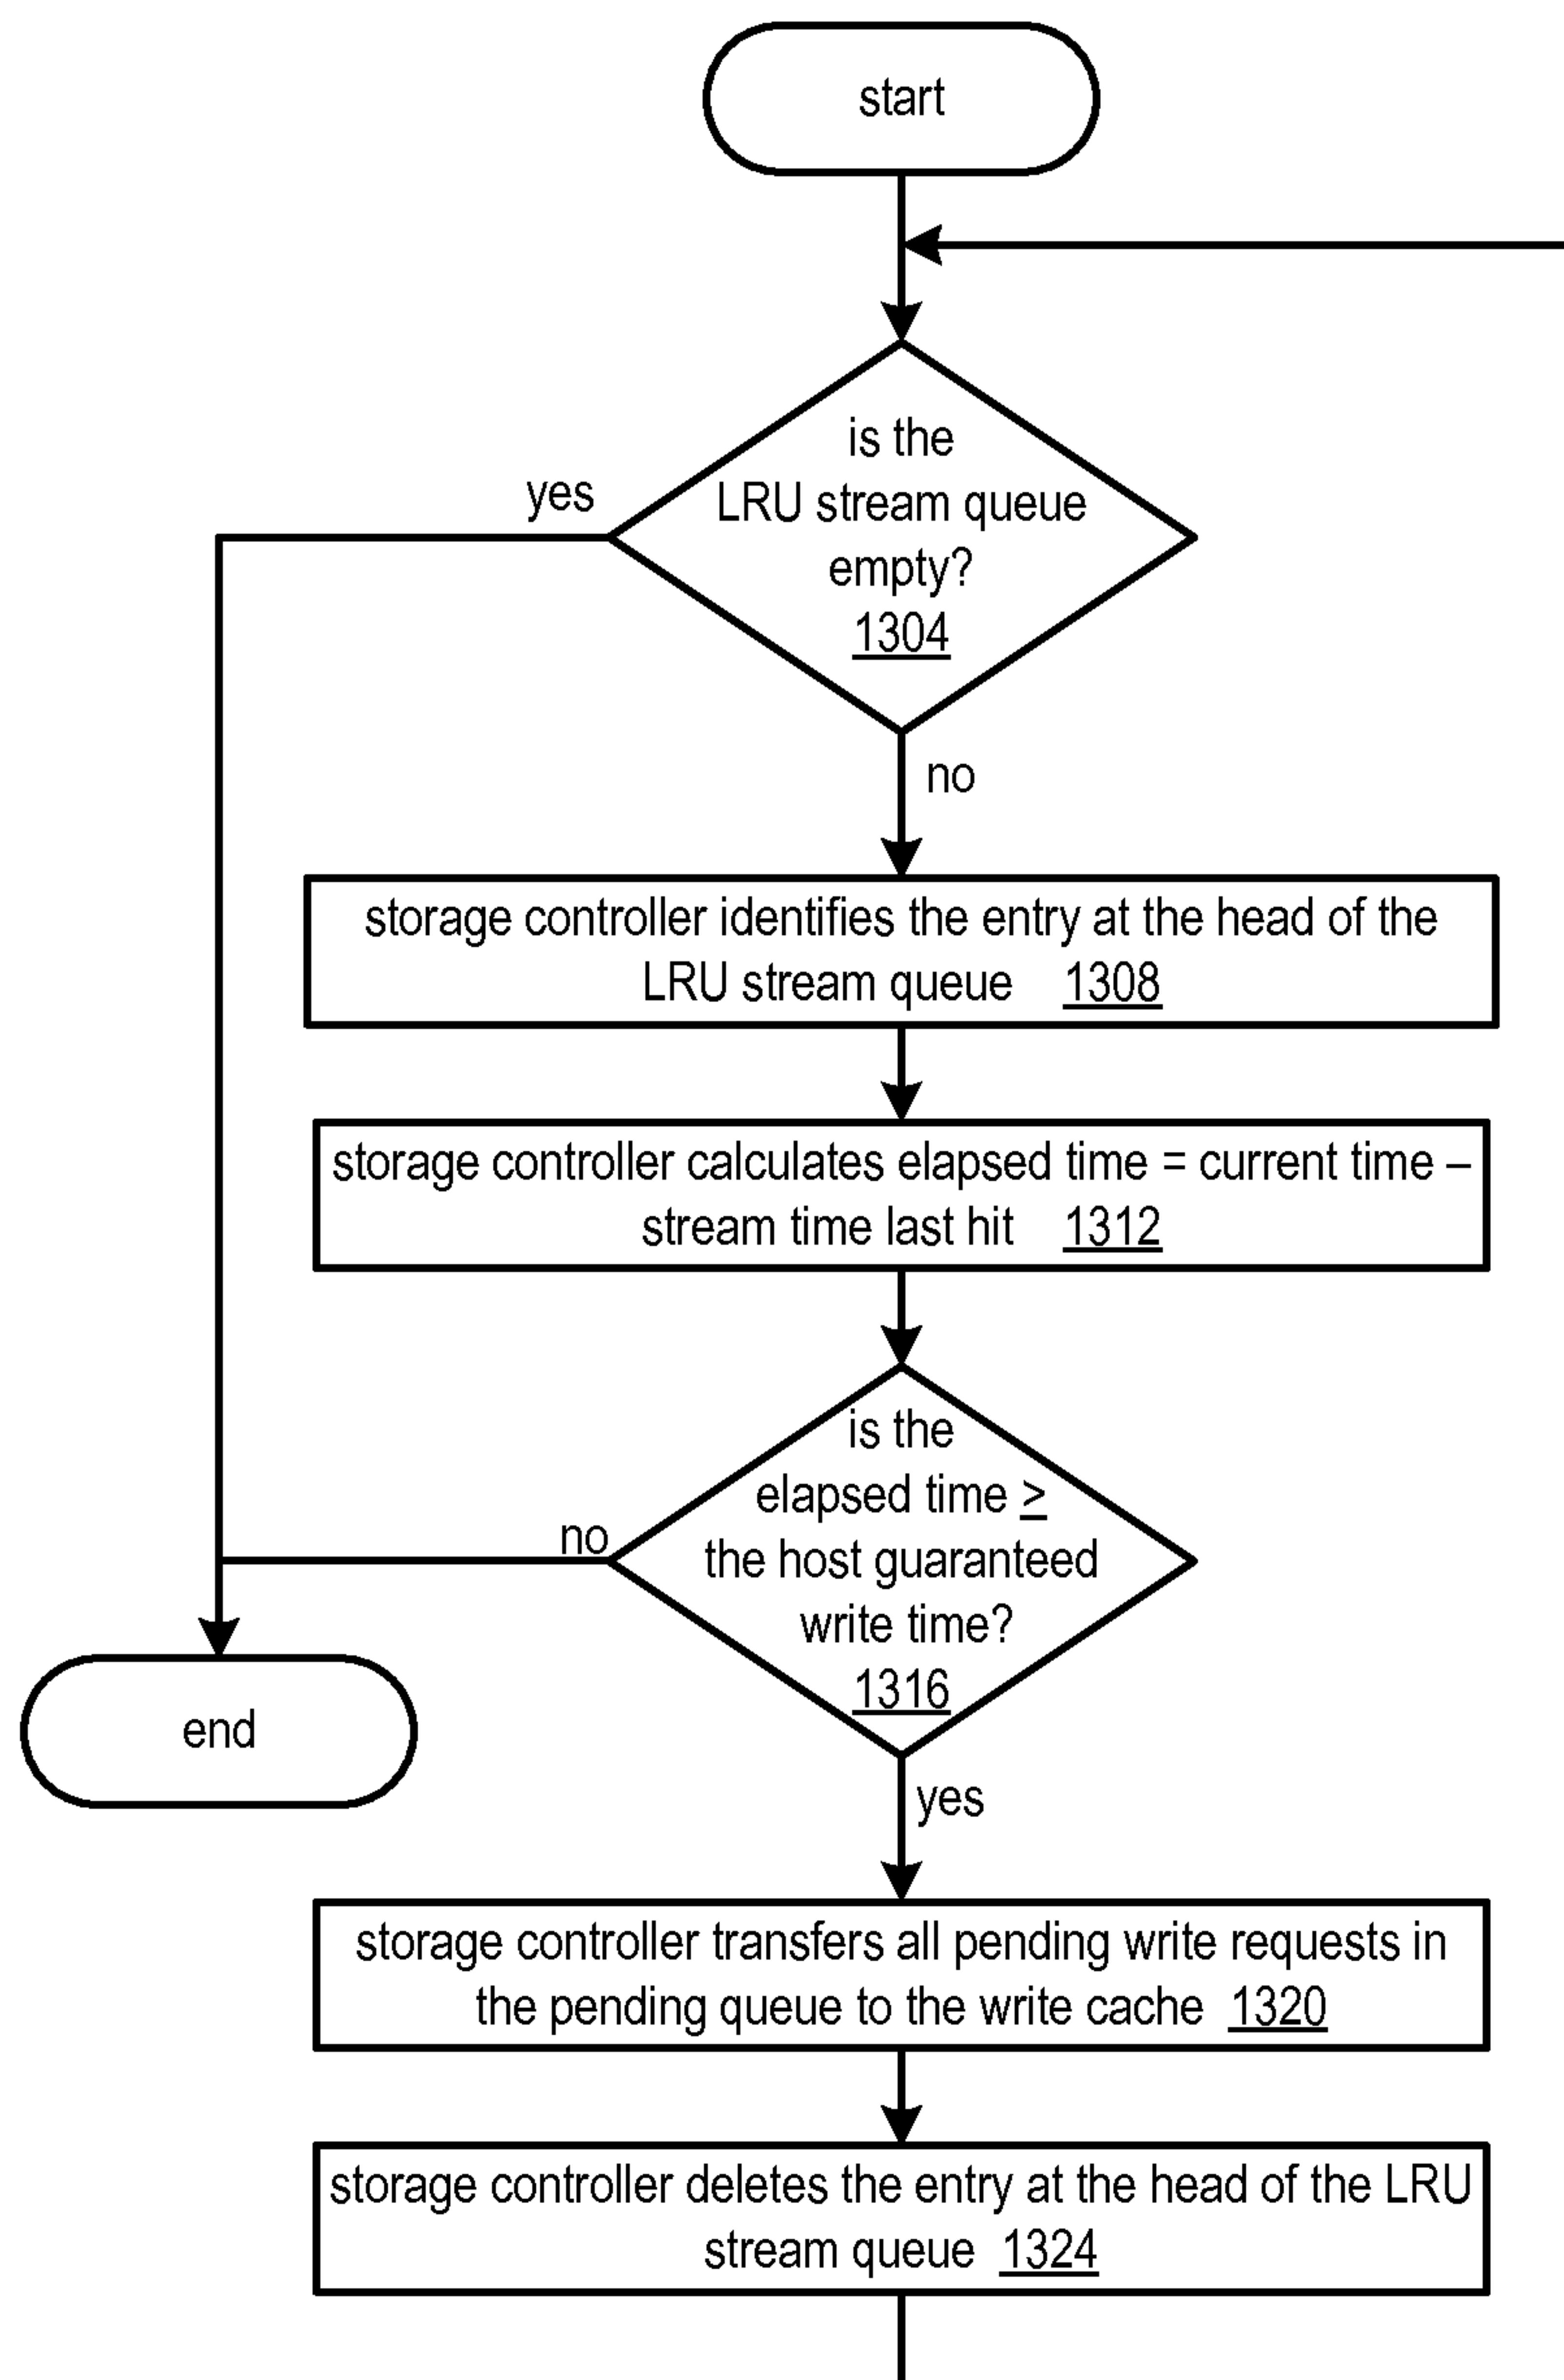 start
is the
LRU stream queue
empty?
1304
yes
no
storage controller identifies the entry at the head of the
LRU stream queue 1308
storage controller calculates elapsed time = current time –
stream time last hit 1312
is the
elapsed time ≥
the host guaranteed
write time?
1316
no
end
yes
storage controller transfers all pending write requests in
the pending queue to the write cache 1320
storage controller deletes the entry at the head of the LRU
stream queue 1324